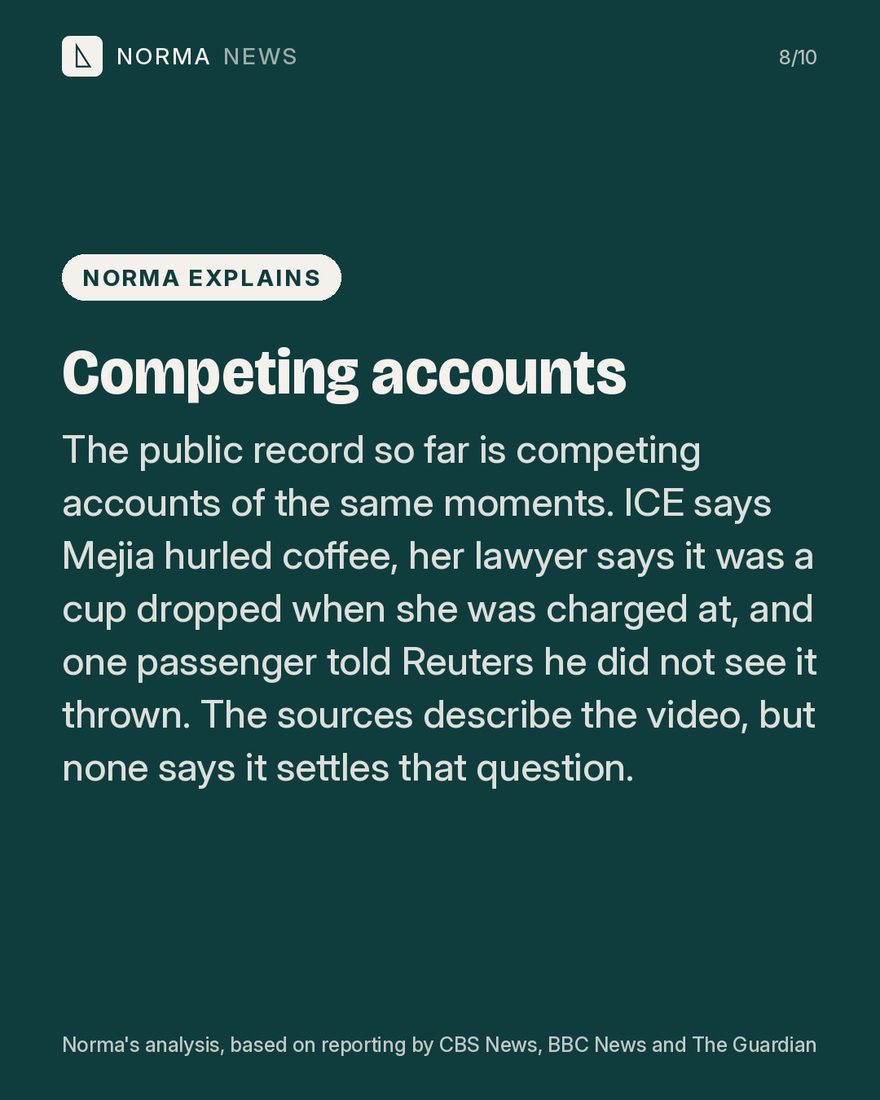 NORMA NEWS
8/10
NORMA EXPLAINS
Competing accounts
The public record so far is competing
accounts of the same moments. ICE says
Mejia hurled coffee, her lawyer says it was a
cup dropped when she was charged at, and
one passenger told Reuters he did not see it
thrown. The sources describe the video, but
none says it settles that question.
Norma's analysis, based on reporting by CBS News, BBC News and The Guardian